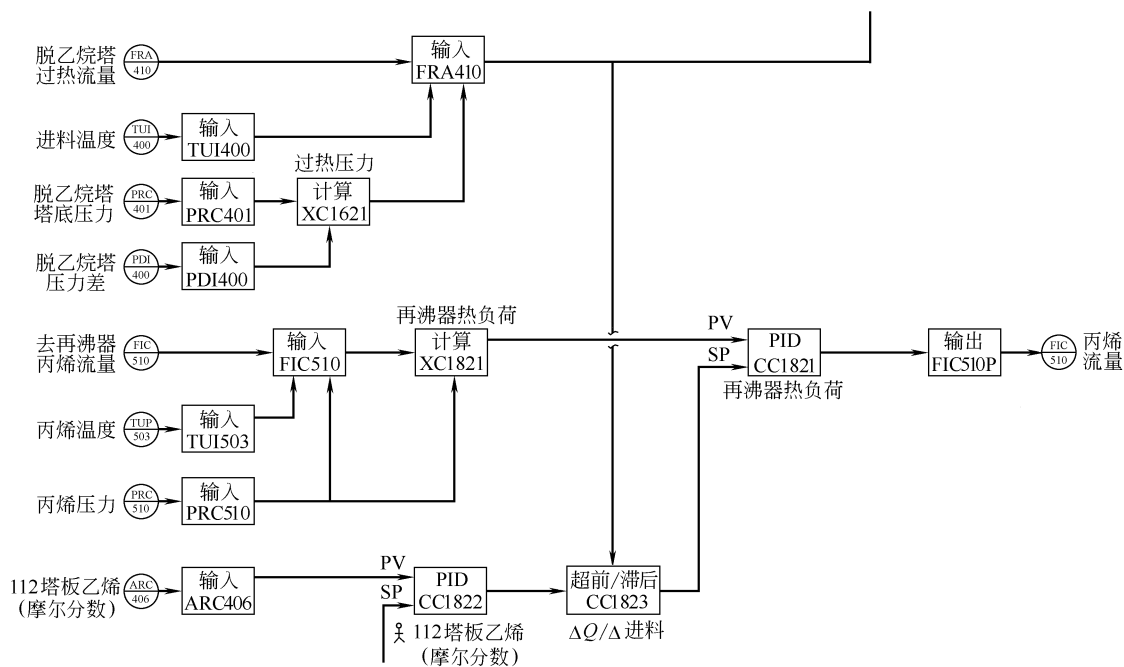 脱乙烷塔
过热流量
FRA
410
输入
FRA410
进料温度
TUI
400
输入
TUI400
过热压力
脱乙烷塔
塔底压力
PRC
401
输入
PRC401
计算
XC1621
脱乙烷塔
压力差
PDI
400
输入
PDI400
去再沸器
丙烯流量
FIC
510
输入
FIC510
再沸器热负荷
计算
XC1821
PV
SP
PID
CC1821
再沸器热负荷
输出
FIC510P
FIC
510
丙烯
流量
丙烯温度
TUP
503
输入
TUI503
丙烯压力
PRC
510
输入
PRC510
112塔板乙烯
(摩尔分数)
ARC
406
输入
ARC406
PV
SP
PID
CC1822
112塔板乙烯
(摩尔分数)
超前/滞后
CC1823
ΔQ/Δ进料